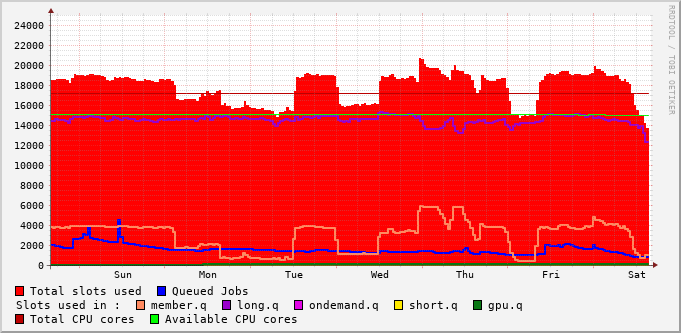 24000
22000
20000
18000
16000
14000
12000
10000
8000
6000
4000
2000
0
Sun Mon Tue Wed Thu Fri Sat
RRDTOOL / TOBI OETIKER
Total slots used Queued Jobs
Slots used in : member.q long.q ondemand.q short.q gpu.q
Total CPU cores Available CPU cores